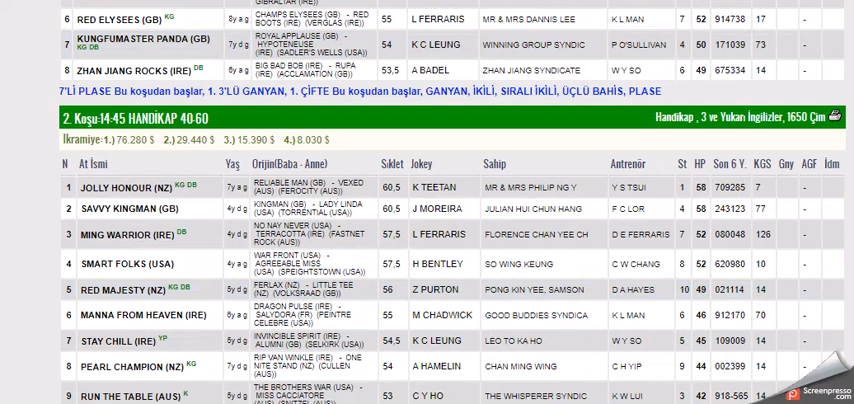 GIBRALTAR (IRE)
6 RED ELYSEES (GB) KG 8y a g CHAMPS ELYSEES (GB) - RED BOOTS (IRE) (VERGLAS (IRE)) 55 L FERRARIS MR & MRS DANNIS LEE K L MAN 7 52 914738 17 -
7 KUNGFUMASTER PANDA (GB) KG DB 7y d g ROYALAPPLAUSE (GB) - HYPOTENEUSE (IRE) (SADLER'S WELLS (USA)) 54 K C LEUNG WINNING GROUP SYNDIC P O'SULLIVAN 4 50 171039 73 -
8 ZHAN JIANG ROCKS (IRE) DB 6y a g BIG BAD BOB (IRE) - RUPA (IRE) (ACCLAMATION (GB)) 53,5 A BADEL ZHAN JIANG SYNDICATE W Y SO 6 49 675334 14 -
7'Lİ PLASE Bu koşudan başlar, 1. 3'LÜ GANYAN, 1. ÇİFTE Bu koşudan başlar, GANYAN, İKİLİ, SIRALI İKİLİ, ÜÇLÜ BAHİS, PLASE
2. Koşu:14-45 HANDİKAP 40-60 Handikap , 3 ve Yukarı İngilizler, 1650 Çim
İkramiye:1.) 76.280 $ 2.) 29.440 $ 3.) 15.390 $ 4.) 8.030 $
N At İsmi Yaş Orijin(Baba - Anne) Sıklet Jokey Sahip Antrenör St HP Son 6 Y. KGS Gny AGF İdm
1 JOLLY HONOUR (NZ) KG DB 7y a g RELIABLE MAN (GB) - VEXED (AUS) (FEROCITY (AUS)) 60,5 K TEETAN MR & MRS PHILIP NG Y Y S TSUI 1 58 709285 7 -
2 SAVVY KINGMAN (GB) 4y d g KINGMAN (GB) - LADY LINDA (USA) (TORRENTIAL (USA)) 60,5 J MOREIRA JULIAN HUI CHUN HANG F C LOR 4 58 243123 77 -
3 MING WARRIOR (IRE) DB 4y d g NO NAY NEVER (USA) - TERRACOTTA (IRE) (FASTNET ROCK (AUS)) 57,5 L FERRARIS FLORENCE CHAN YEE CH D E FERRARIS 7 52 080048 126 -
4 SMART FOLKS (USA) 4y a g WAR FRONT (USA) - AGREEABLE MISS (USA) (SPEIGHTSTOWN (USA)) 57,5 H BENTLEY SO WING KEUNG C W CHANG 8 52 620980 10 -
5 RED MAJESTY (NZ) KG DB 5y d g FERLAX (NZ) - LITTLE TEE (NZ) (VOLKSRAAD (GB)) 56 Z PURTON PONG KIN YEE, SAMSON D A HAYES 10 49 021114 14 -
6 MANNA FROM HEAVEN (IRE) 8y d g DRAGON PULSE (IRE) - SALYDORA (FR) (PEINTRE CELEBRE (USA)) 55 M CHADWICK GOOD BUDDIES SYNDICA K L MAN 6 46 912170 70 -
7 STAY CHILL (IRE) YP 5y d g INVINCIBLE SPIRIT (IRE) - ALUMNI (GB) (SELKIRK (USA)) 54,5 K C LEUNG LEO TO KA HO W Y SO 2 45 109009 14 -
8 PEARL CHAMPION (NZ) KG 7y d g RIP VAN WINKLE (IRE) - ONE NITE STAND (NZ) (CULLEN (AUS)) 54 A HAMELIN CHAN MING WING C H YIP 9 44 002399 14 -
9 RUN THE TABLE (AUS) K THE BROTHERS WAR (USA) - MISS CACCIATORE 53 C Y HO THE WHISPERER SYNDIC K W LUI 3 42 918-565 14
Screenpresso.com